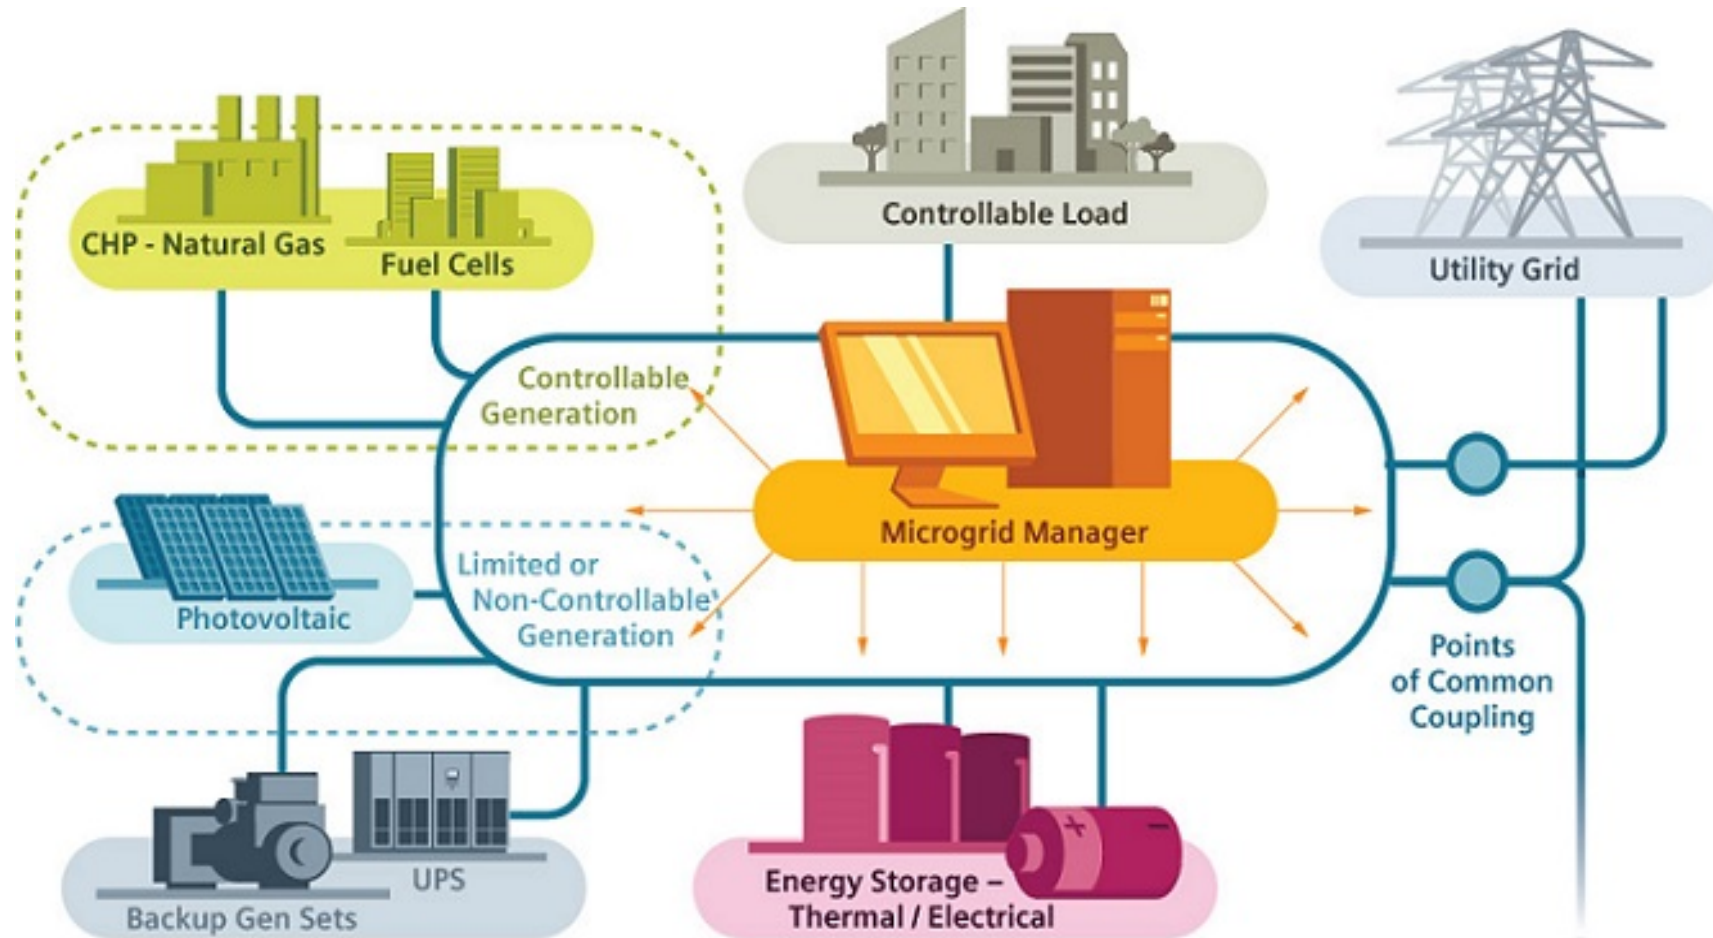 Controllable Load
CHP - Natural Gas
Fuel Cells
Utility Grid
Controllable
Generation
Microgrid Manager
Limited or
Non-Controllable
Generation
Photovoltaic
Points
of Common
Coupling
UPS
Backup Gen Sets
Energy Storage –
Thermal / Electrical
+
–